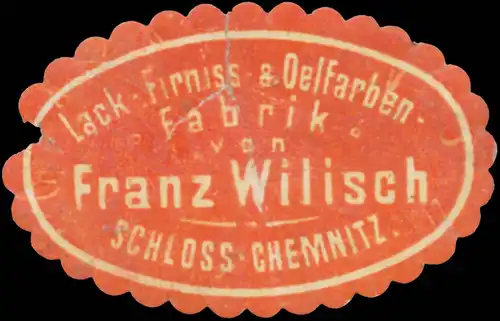 Lack-Firniss & Oelfarben-
Fabrik
von
Franz Wilisch
SCHLOSS-CHEMNITZ.